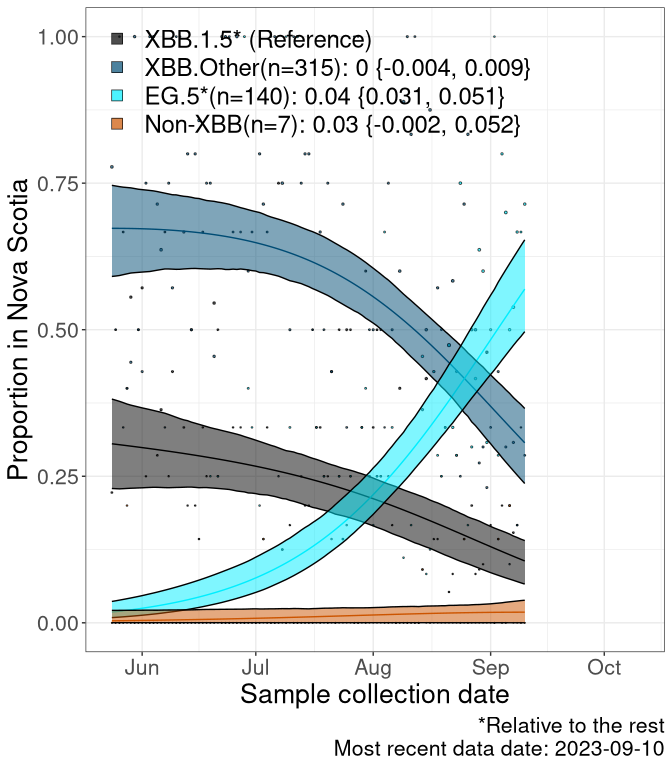 1.00
0.75
0.50
0.25
0.00
Proportion in Nova Scotia
XBB.1.5* (Reference)
XBB.Other(n=315): 0 {-0.004, 0.009}
EG.5*(n=140): 0.04 {0.031, 0.051}
Non-XBB(n=7): 0.03 {-0.002, 0.052}
Jun Jul Aug Sep Oct
Sample collection date
*Relative to the rest
Most recent data date: 2023-09-10